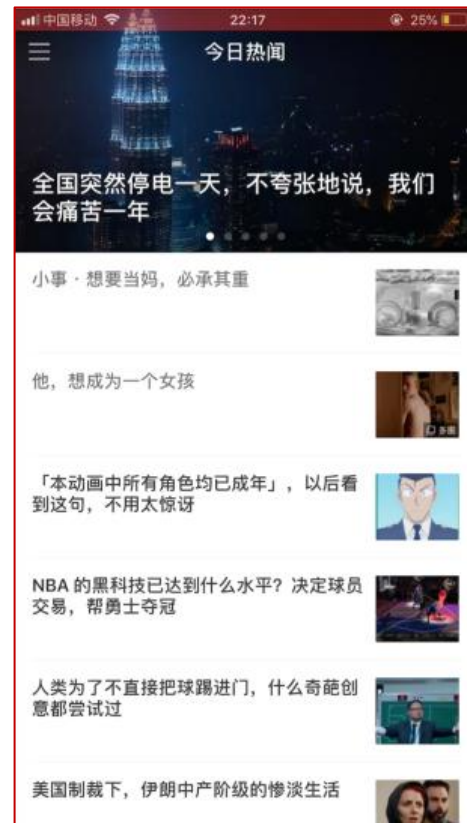 中国移动 22:17 25%
今日热闻
全国突然停电一天，不夸张地说，我们
会痛苦一年
小事 · 想要当妈，必承其重
他，想成为一个女孩
多图
「本动画中所有角色均已成年」，以后看
到这句，不用太惊讶
NBA 的黑科技已达到什么水平？决定球员
交易，帮勇士夺冠
人类为了不直接把球踢进门，什么奇葩创
意都尝试过
美国制裁下，伊朗中产阶级的惨淡生活